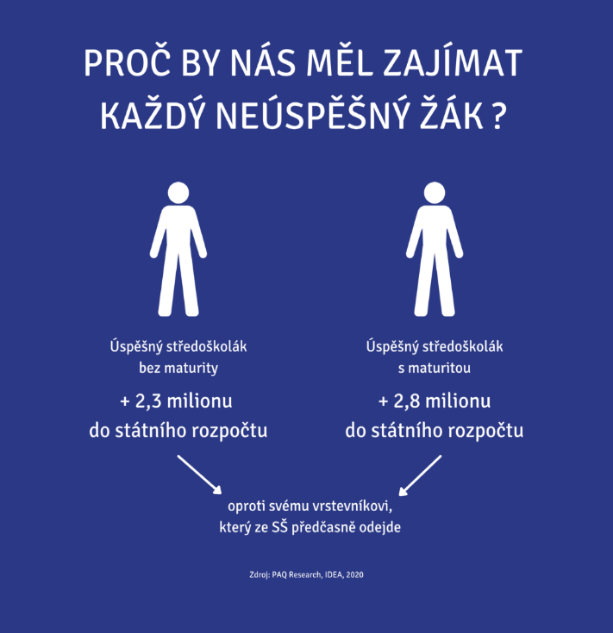 PROČ BY NÁS MĚL ZAJÍMAT
KAŽDÝ NEÚSPĚŠNÝ ŽÁK ?
Úspěšný středoškolák
bez maturity
+ 2,3 milionu
do státního rozpočtu
Úspěšný středoškolák
s maturitou
+ 2,8 milionu
do státního rozpočtu
oproti svému vrstevníkovi,
který ze SŠ předčasně odejde
Zdroj: PAQ Research, IDEA, 2020